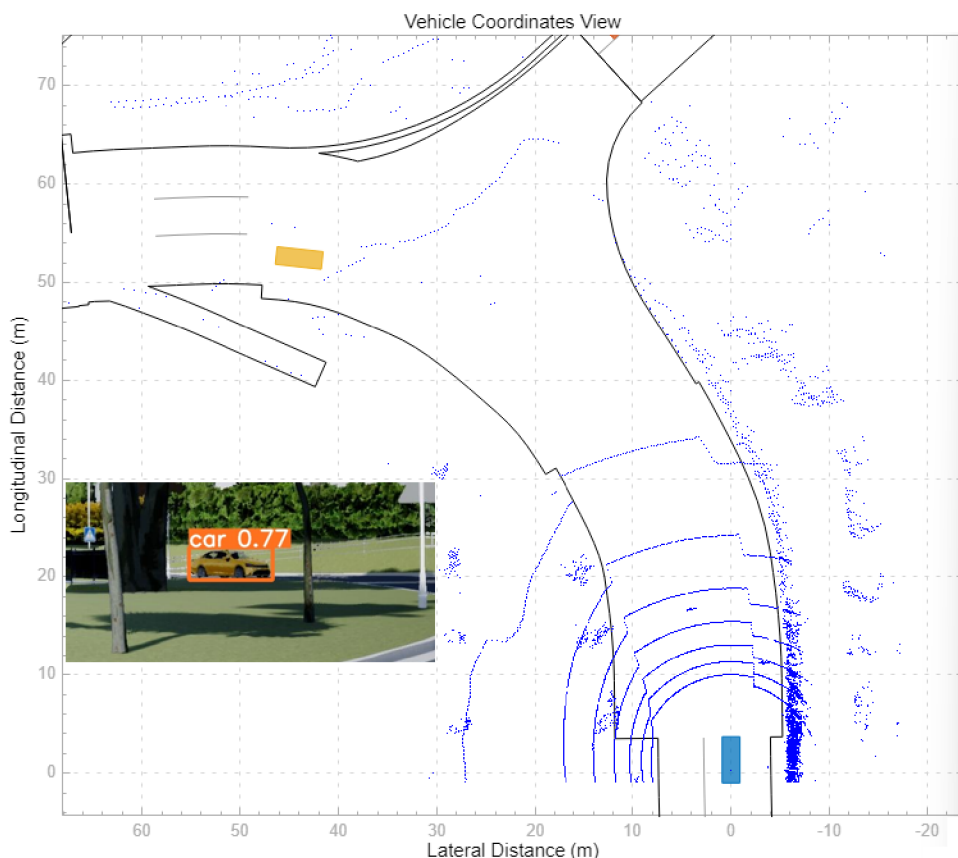 Vehicle Coordinates View
70
60
50
40
30
20
10
0
Longitudinal Distance (m)
car 0.77
60 50 40 30 20 10 0 -10 -20
Lateral Distance (m)